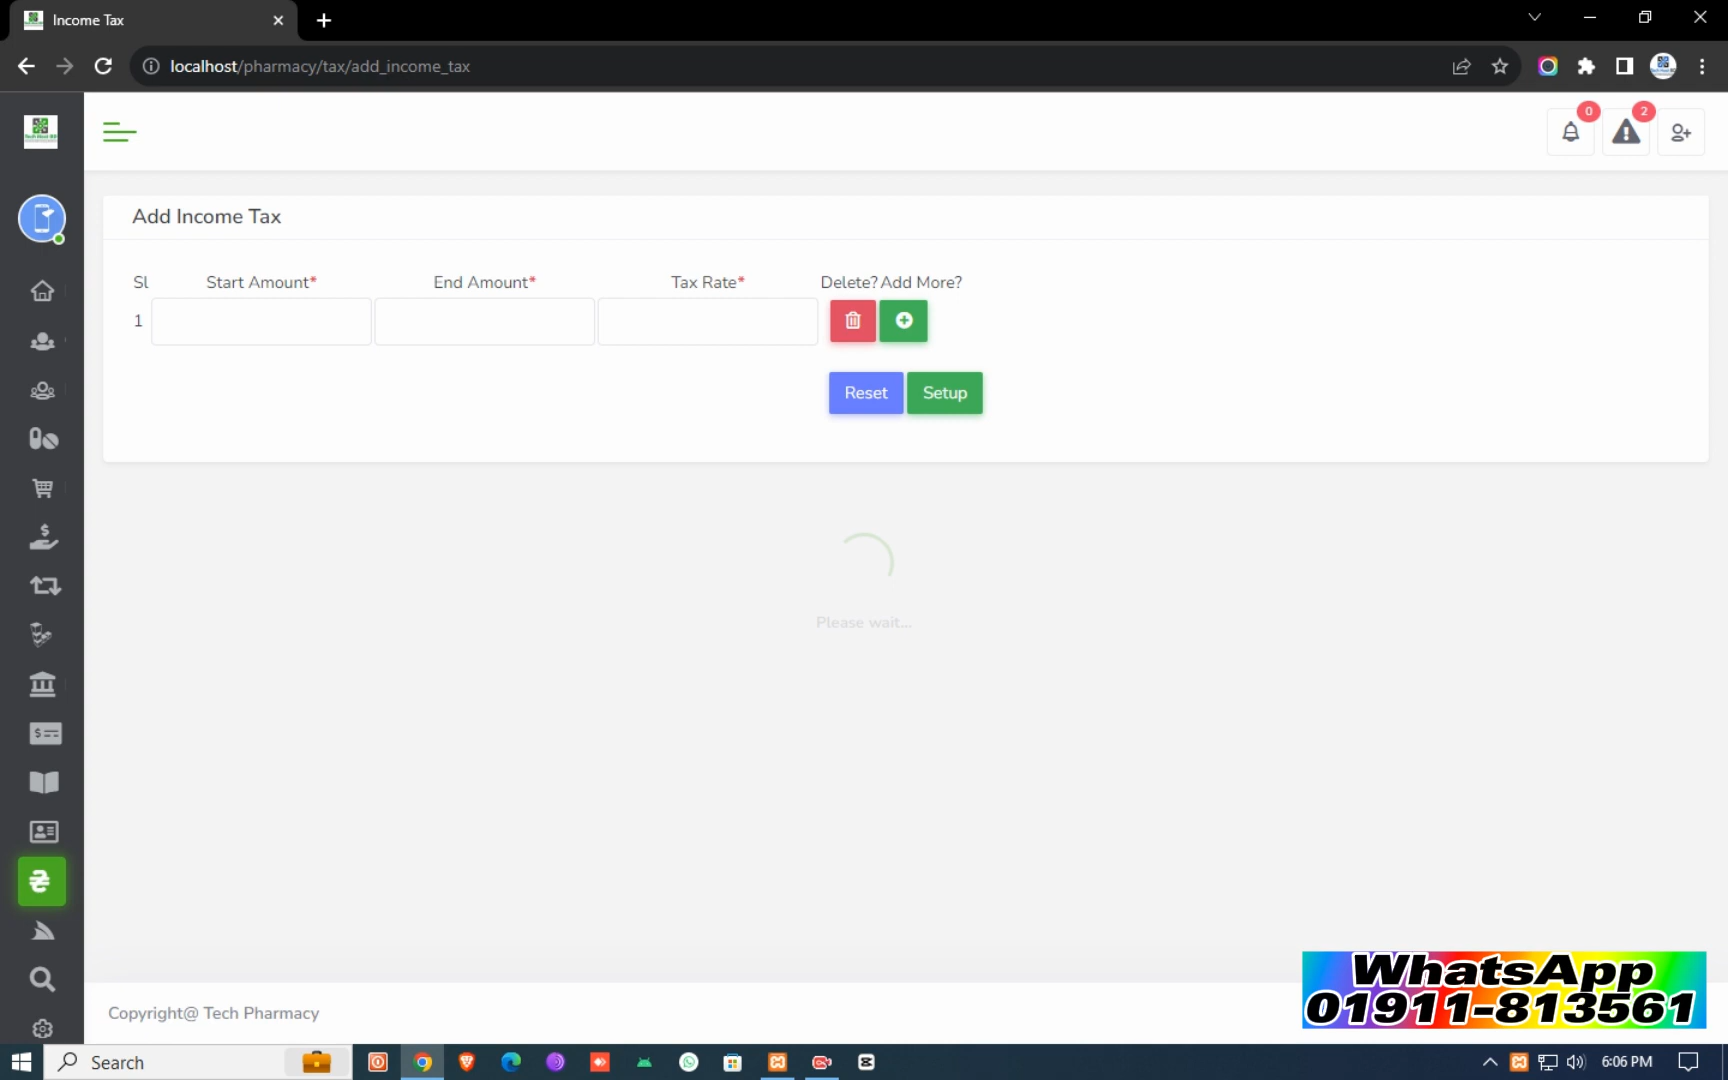 Income Tax
localhost/pharmacy/tax/add_income_tax
0
2
Add Income Tax
Sl Start Amount* End Amount* Tax Rate* Delete? Add More?
1
Reset Setup
Please wait...
WhatsApp
01911-813561
Copyright@ Tech Pharmacy
Search
6:06 PM